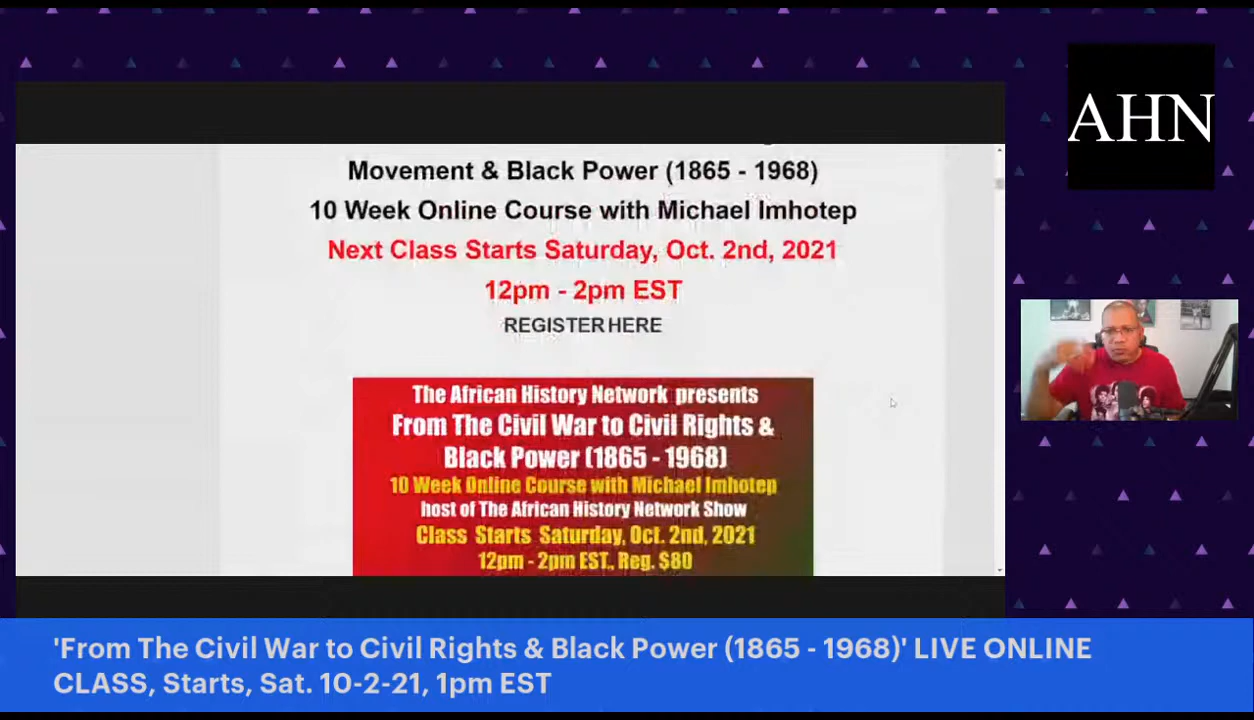 AHN
Movement & Black Power (1865 - 1968)
10 Week Online Course with Michael Imhotep
Next Class Starts Saturday, Oct. 2nd, 2021
12pm - 2pm EST
REGISTER HERE
The African History Network presents
From The Civil War to Civil Rights &
Black Power (1865 - 1968)
10 Week Online Course with Michael Imhotep
host of The African History Network Show
Class Starts Saturday, Oct. 2nd, 2021
12pm - 2pm EST., Reg. $80
'From The Civil War to Civil Rights & Black Power (1865 - 1968)' LIVE ONLINE
CLASS, Starts, Sat. 10-2-21, 1pm EST